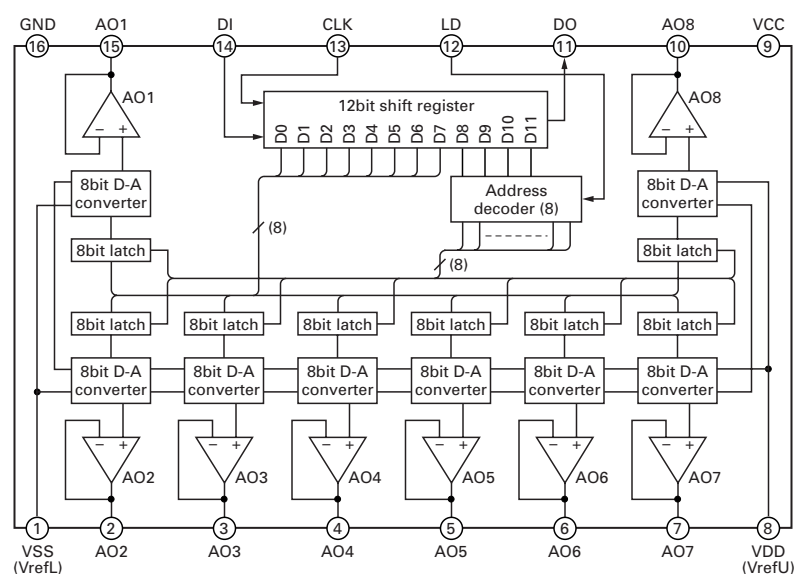 GND AO1 DI CLK LD DO AO8 VCC
16 15 14 13 12 11 10 9
AO1
12bit shift register
AO8
D0 D1 D2 D3 D4 D5 D6 D7 D8 D9 D10 D11
− +
− +
8bit D-A
converter
Address
decoder (8)
8bit D-A
converter
(8)
8bit latch
8bit latch
(8)
8bit latch 8bit latch 8bit latch 8bit latch 8bit latch 8bit latch
8bit D-A 8bit D-A 8bit D-A 8bit D-A 8bit D-A 8bit D-A
converter converter converter converter converter converter
− + − + − + − + − + − +
AO2 AO3 AO4 AO5 AO6 AO7
1 2 3 4 5 6 7 8
VSS AO2 AO3 AO4 AO5 AO6 AO7 VDD
(VrefL) (VrefU)